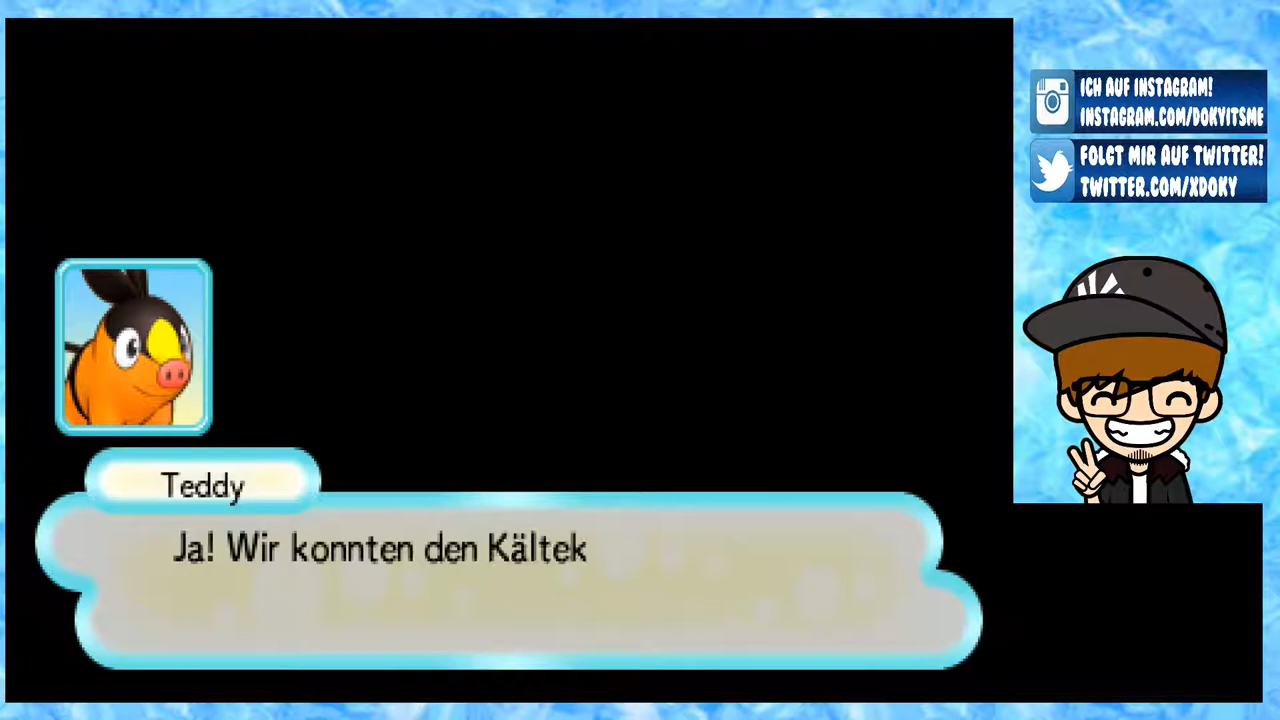 ICH AUF INSTAGRAM!
INSTAGRAM.COM/DOKYITSME
FOLGT MIR AUF TWITTER!
TWITTER.COM/XDOKY
Teddy
Ja! Wir konnten den Kältek